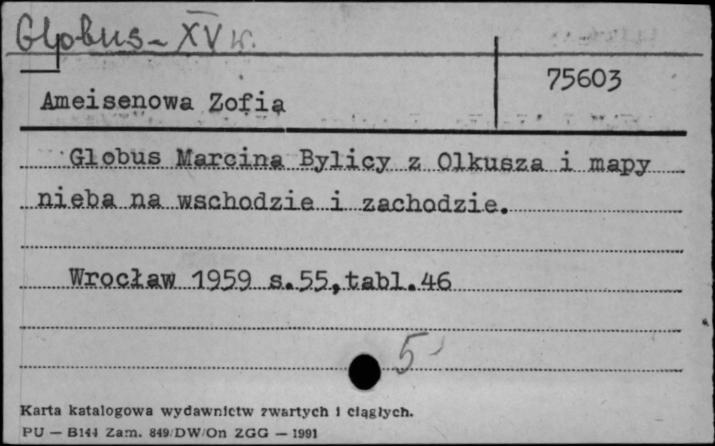 Globus - XV w.
75603
Ameisenowa Zofia
Globus Marcina Bylicy z Olkusza i mapy
nieba na wschodzie i zachodzie.
Wrocław 1959 s.55,tabl.46
5
Karta katalogowa wydawnictw zwartych i ciągłych.
PU — B144 Zam. 849/DW/On ZGG — 1991